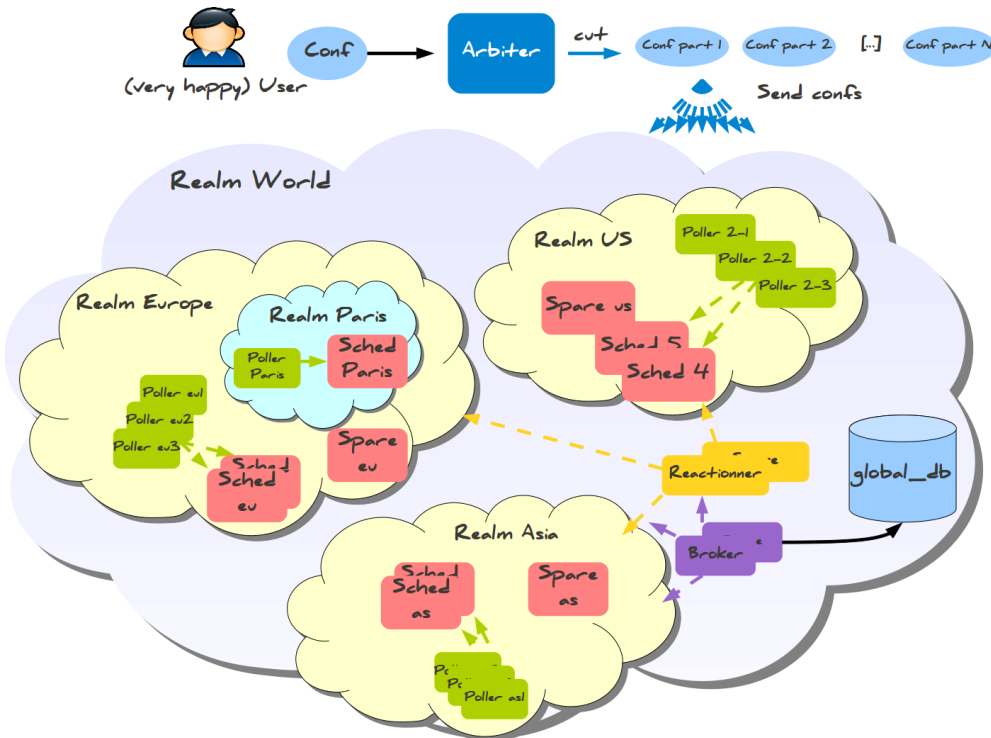 (very happy) User
Conf
Arbiter
cut
Conf part 1
Conf part 2
[...]
Conf part N
Send confs
Realm World
Realm US
Poller 2-1
Poller 2-2
Poller 2-3
Spare us
Sched 5
Sched 4
Realm Europe
Realm Paris
Poller
Paris
Sched
Paris
Poller eu1
Poller eu2
Poller eu3
Sched
Sched
eu
Spare
eu
Reactionner
global_db
Broker
Realm Asia
Sched
Sched
as
Spare
as
Poller as1